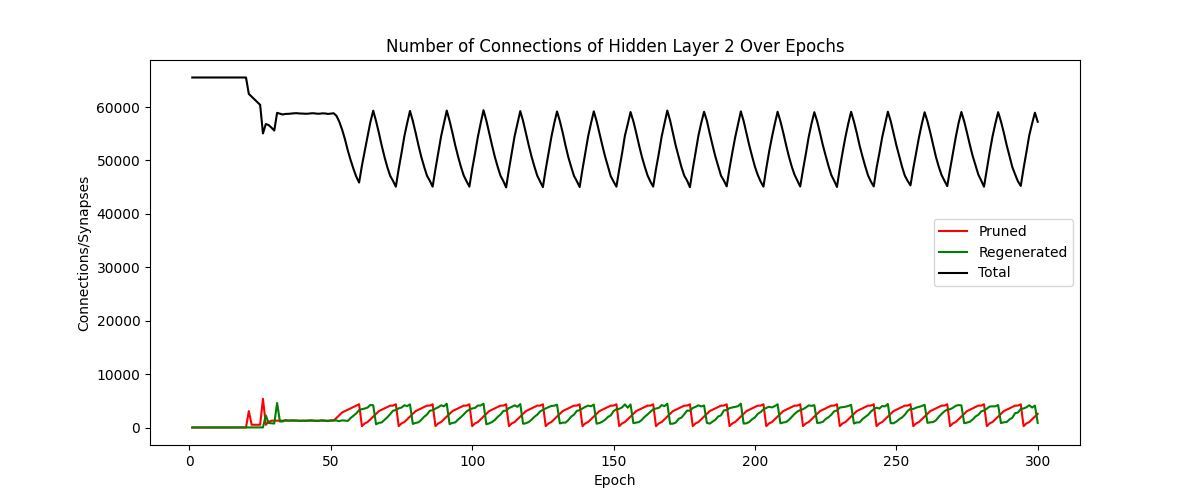 Number of Connections of Hidden Layer 2 Over Epochs
Connections/Synapses
60000
50000
40000
30000
20000
10000
0
Pruned
Regenerated
Total
0 50 100 150 200 250 300
Epoch